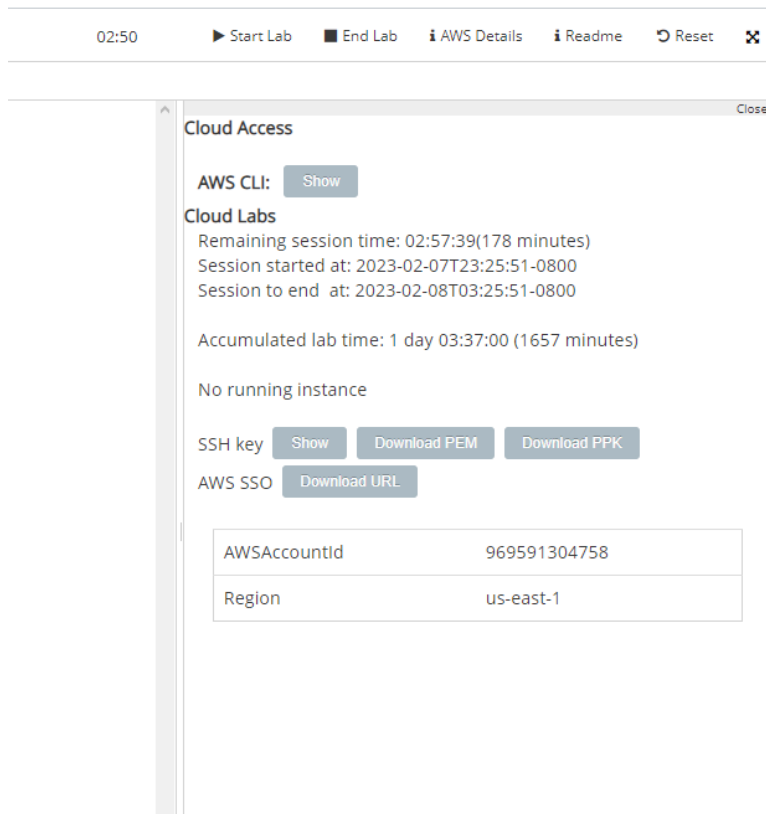 02:50 Start Lab End Lab AWS Details Readme Reset
Close
Cloud Access
AWS CLI: Show
Cloud Labs
Remaining session time: 02:57:39(178 minutes)
Session started at: 2023-02-07T23:25:51-0800
Session to end at: 2023-02-08T03:25:51-0800
Accumulated lab time: 1 day 03:37:00 (1657 minutes)
No running instance
SSH key Show Download PEM Download PPK
AWS SSO Download URL
AWSAccountId 969591304758
Region us-east-1